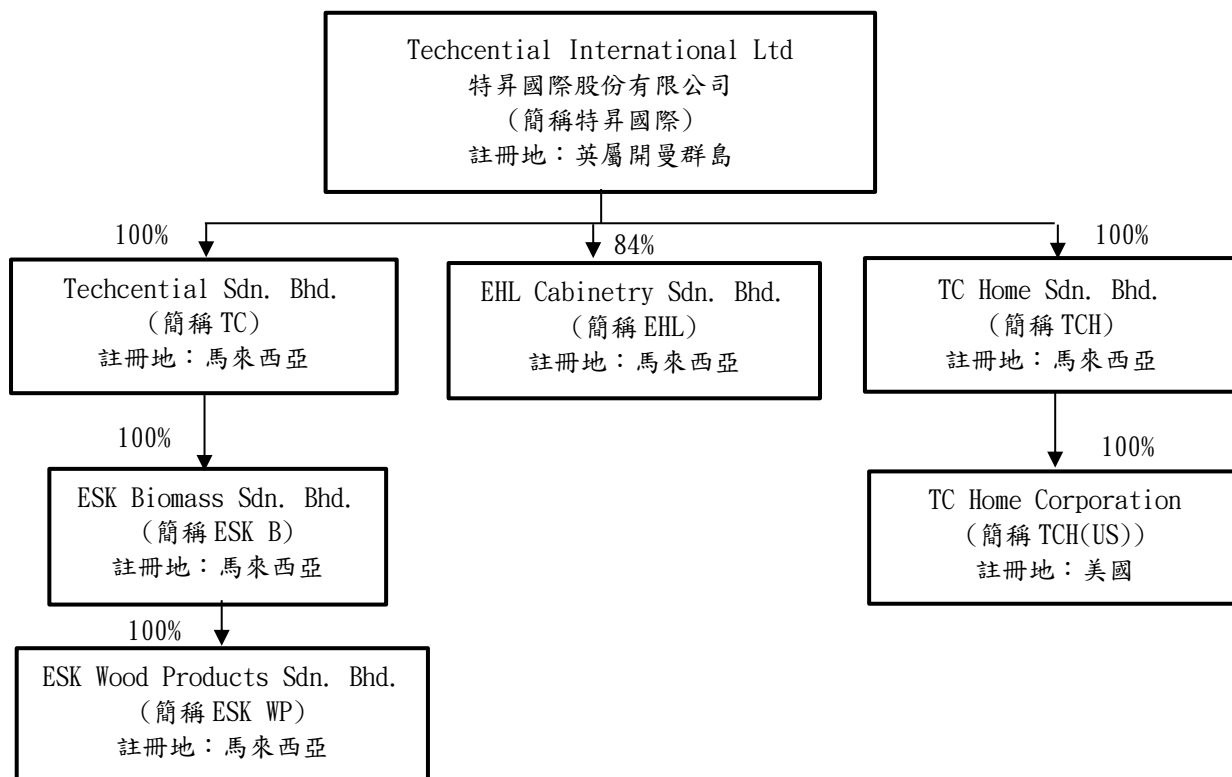 Techcential International Ltd
特昇國際股份有限公司
(簡稱特昇國際)
註冊地：英屬開曼群島
100%
84%
100%
Techcential Sdn. Bhd.
(簡稱 TC)
註冊地：馬來西亞
EHL Cabinetry Sdn. Bhd.
(簡稱 EHL)
註冊地：馬來西亞
TC Home Sdn. Bhd.
(簡稱 TCH)
註冊地：馬來西亞
100%
100%
ESK Biomass Sdn. Bhd.
(簡稱 ESK B)
註冊地：馬來西亞
TC Home Corporation
(簡稱 TCH(US))
註冊地：美國
100%
ESK Wood Products Sdn. Bhd.
(簡稱 ESK WP)
註冊地：馬來西亞